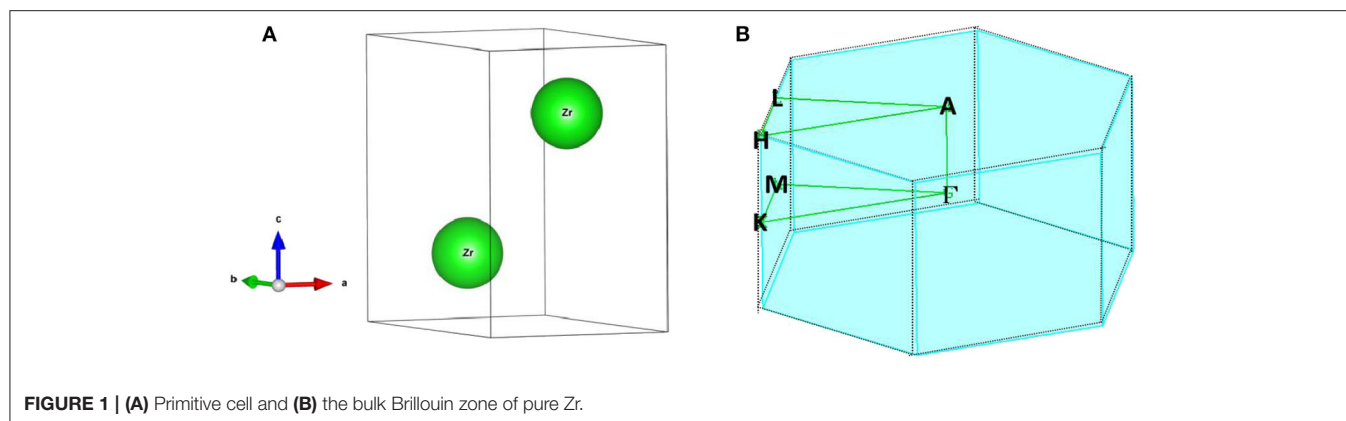 A
Zr
Zr
c
b
a
B
L
A
H
M
Γ
K
FIGURE 1 | (A) Primitive cell and (B) the bulk Brillouin zone of pure Zr.